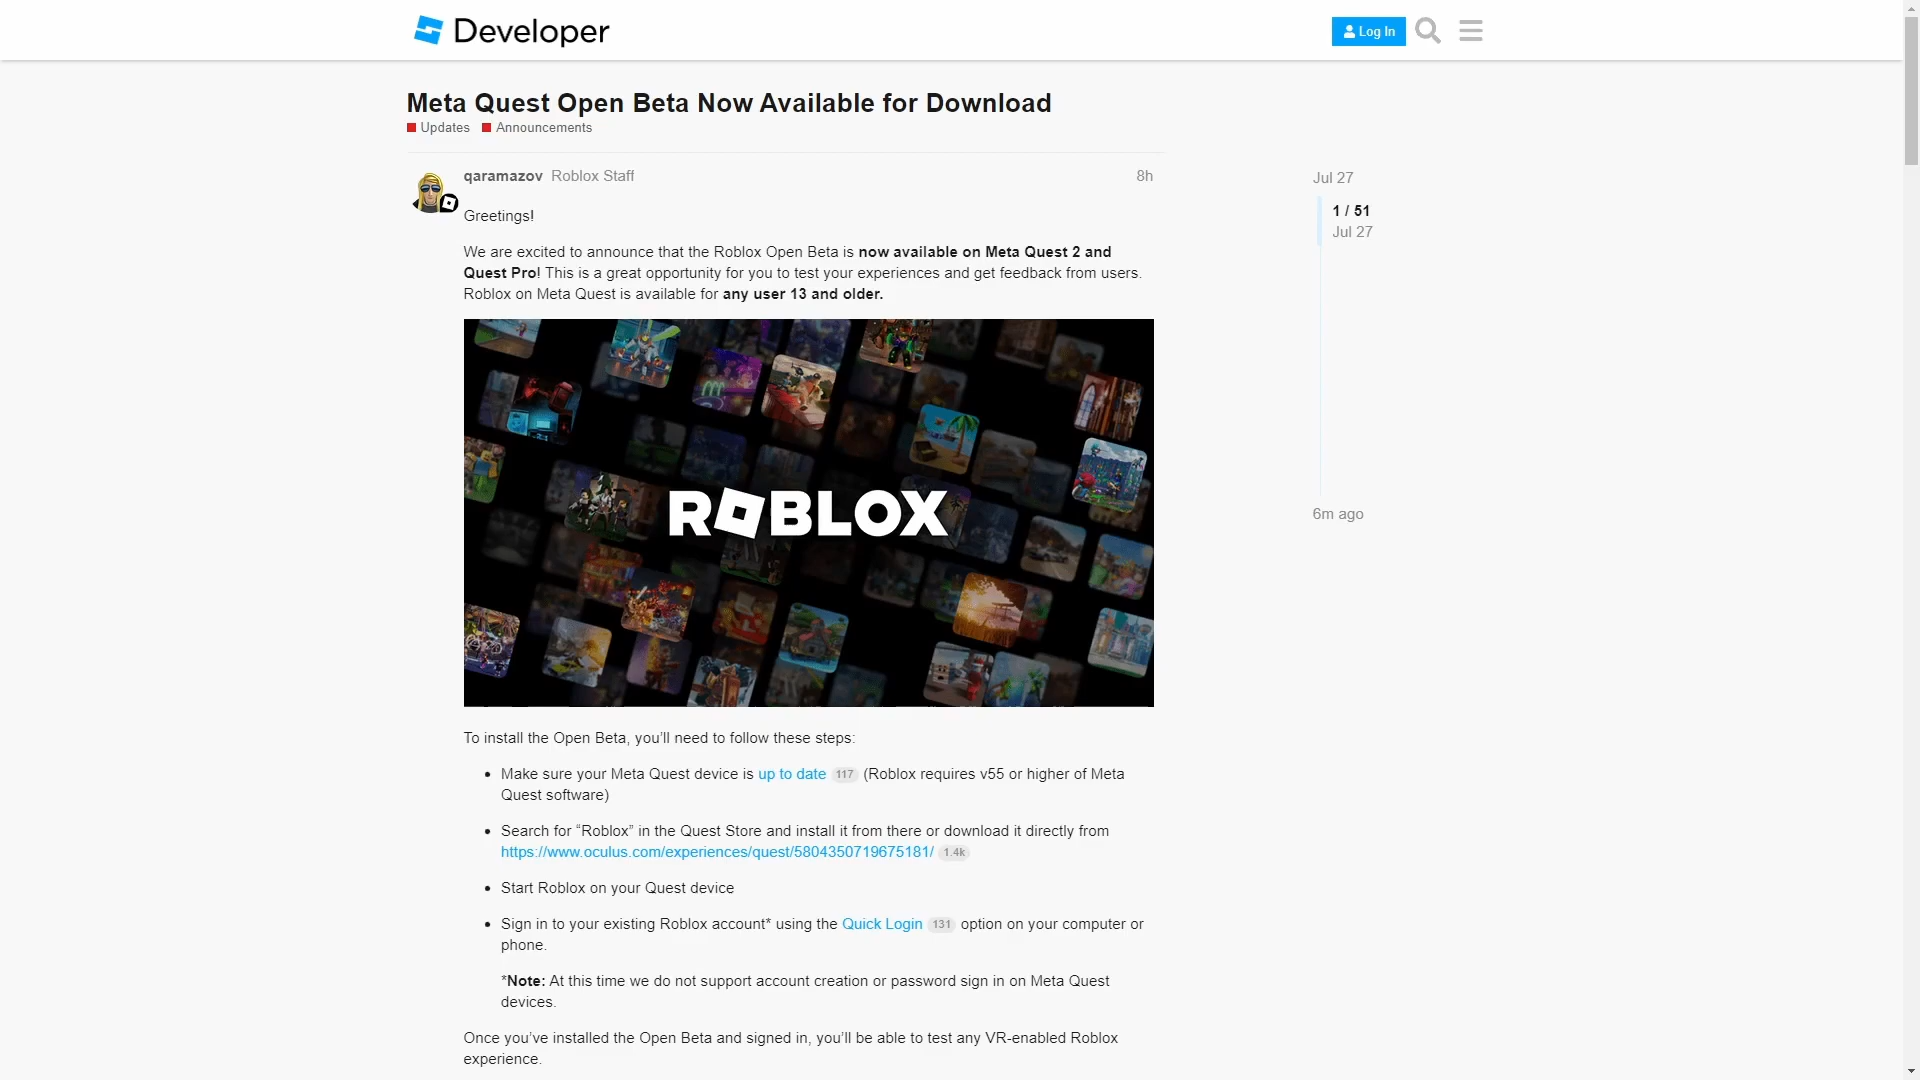 Developer
Log In
Meta Quest Open Beta Now Available for Download
Updates Announcements
qaramazov Roblox Staff 8h
Greetings!
We are excited to announce that the Roblox Open Beta is now available on Meta Quest 2 and
Quest Pro! This is a great opportunity for you to test your experiences and get feedback from users.
Roblox on Meta Quest is available for any user 13 and older.
ROBLOX
To install the Open Beta, you’ll need to follow these steps:
• Make sure your Meta Quest device is up to date 117 (Roblox requires v55 or higher of Meta
Quest software)
• Search for “Roblox” in the Quest Store and install it from there or download it directly from
https://www.oculus.com/experiences/quest/5804350719675181/ 1.4k
• Start Roblox on your Quest device
• Sign in to your existing Roblox account* using the Quick Login 131 option on your computer or
phone.
*Note: At this time we do not support account creation or password sign in on Meta Quest
devices.
Once you’ve installed the Open Beta and signed in, you’ll be able to test any VR-enabled Roblox
experience.
Jul 27
1 / 51
Jul 27
6m ago